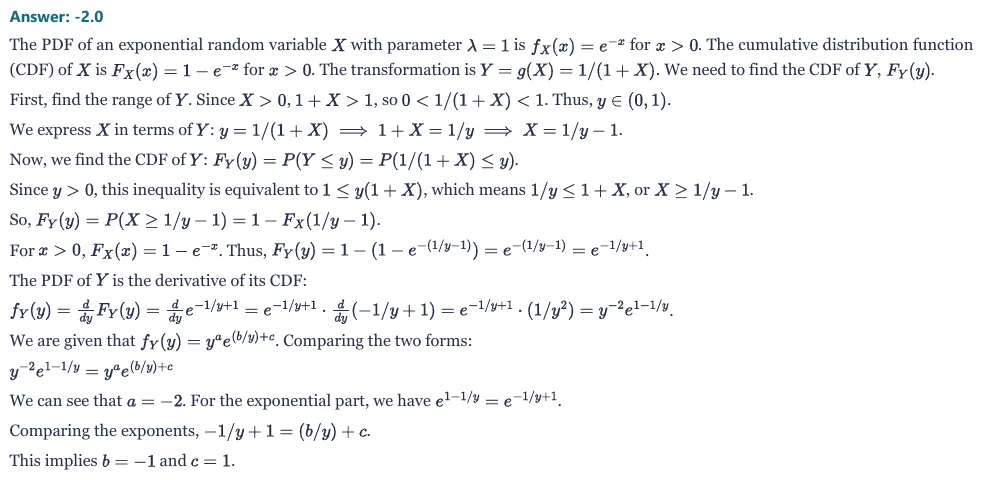 Answer: -2.0
The PDF of an exponential random variable X with parameter λ = 1 is f_X(x) = e^{-x} for x > 0. The cumulative distribution function
(CDF) of X is F_X(x) = 1 − e^{-x} for x > 0. The transformation is Y = g(X) = 1/(1 + X). We need to find the CDF of Y, F_Y(y).
First, find the range of Y. Since X > 0, 1 + X > 1, so 0 < 1/(1 + X) < 1. Thus, y ∈ (0, 1).
We express X in terms of Y: y = 1/(1 + X) ⟹ 1 + X = 1/y ⟹ X = 1/y − 1.
Now, we find the CDF of Y: F_Y(y) = P(Y ≤ y) = P(1/(1 + X) ≤ y).
Since y > 0, this inequality is equivalent to 1 ≤ y(1 + X), which means 1/y ≤ 1 + X, or X ≥ 1/y − 1.
So, F_Y(y) = P(X ≥ 1/y − 1) = 1 − F_X(1/y − 1).
For x > 0, F_X(x) = 1 − e^{-x}. Thus, F_Y(y) = 1 − (1 − e^{-(1/y-1)}) = e^{-(1/y-1)} = e^{-1/y+1}.
The PDF of Y is the derivative of its CDF:
f_Y(y) = \frac{d}{dy} F_Y(y) = \frac{d}{dy} e^{-1/y+1} = e^{-1/y+1} · \frac{d}{dy}(−1/y + 1) = e^{-1/y+1} · (1/y²) = y^{-2}e^{1-1/y}.
We are given that f_Y(y) = y^a e^{(b/y)+c}. Comparing the two forms:
y^{-2}e^{1-1/y} = y^a e^{(b/y)+c}
We can see that a = −2. For the exponential part, we have e^{1-1/y} = e^{-1/y+1}.
Comparing the exponents, −1/y + 1 = (b/y) + c.
This implies b = −1 and c = 1.